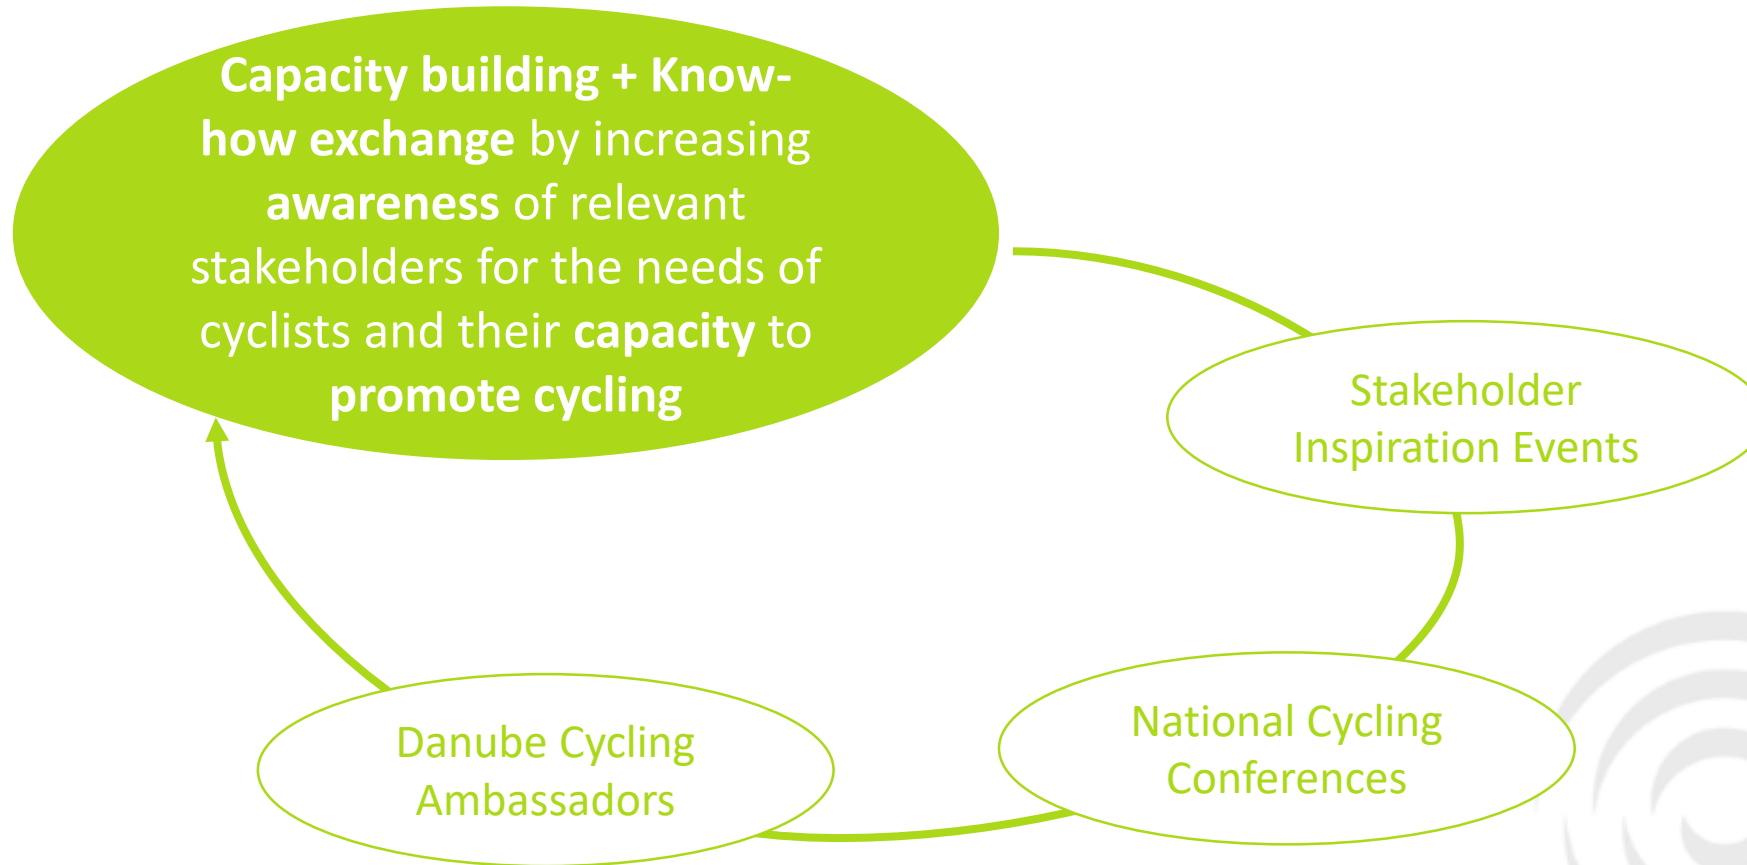 Capacity building + Know-
how exchange by increasing
awareness of relevant
stakeholders for the needs of
cyclists and their capacity to
promote cycling
Stakeholder
Inspiration Events
National Cycling
Conferences
Danube Cycling
Ambassadors